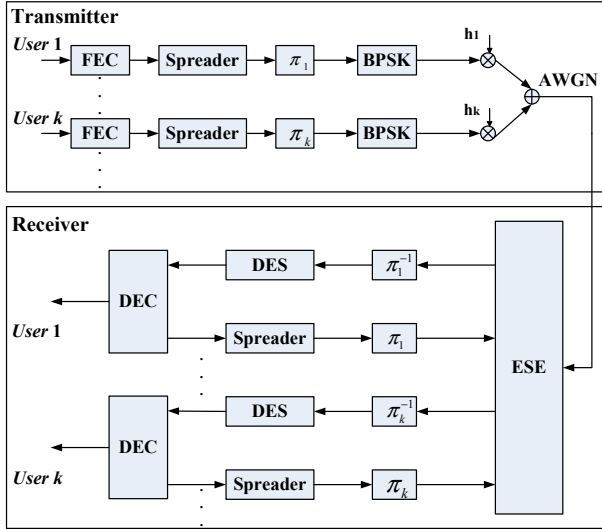 Transmitter
User 1
FEC
Spreader
π₁
BPSK
h1
AWGN
User k
FEC
Spreader
πₖ
BPSK
hk
Receiver
DEC
DES
π₁⁻¹
User 1
Spreader
π₁
ESE
DEC
DES
πₖ⁻¹
User k
Spreader
πₖ